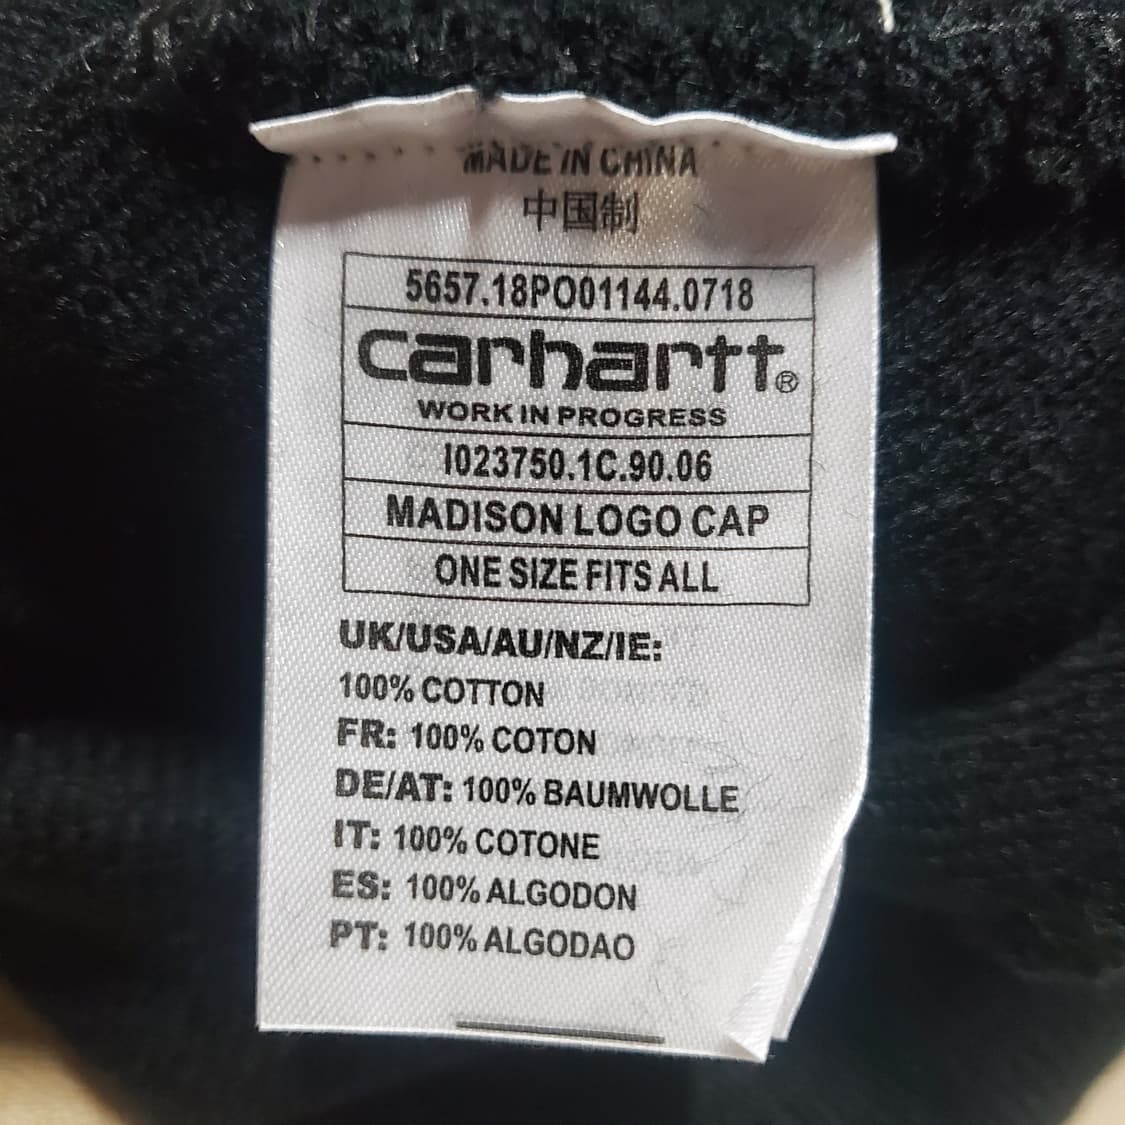 MADE IN CHINA
中国制
5657.18PO01144.0718
carhartt®
WORK IN PROGRESS
I023750.1C.90.06
MADISON LOGO CAP
ONE SIZE FITS ALL
UK/USA/AU/NZ/IE:
100% COTTON
FR: 100% COTON
DE/AT: 100% BAUMWOLLE
IT: 100% COTONE
ES: 100% ALGODON
PT: 100% ALGODAO